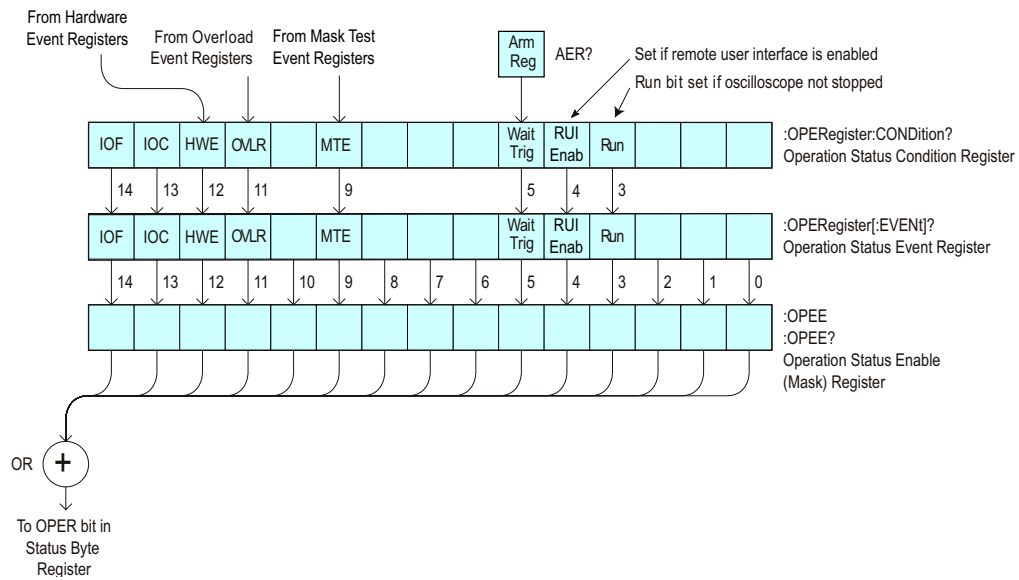 From Hardware
Event Registers
From Overload
Event Registers
From Mask Test
Event Registers
Arm
Reg
AER?
Set if remote user interface is enabled
Run bit set if oscilloscope not stopped
IOF IOC HWE OVLR MTE Wait Trig RUI Enab Run
:OPERegister:CONDition?
Operation Status Condition Register
14 13 12 11 9 5 4 3
IOF IOC HWE OVLR MTE Wait Trig RUI Enab Run
:OPERegister[:EVENt]?
Operation Status Event Register
14 13 12 11 10 9 8 7 6 5 4 3 2 1 0
:OPEE
:OPEE?
Operation Status Enable
(Mask) Register
OR +
To OPER bit in
Status Byte
Register